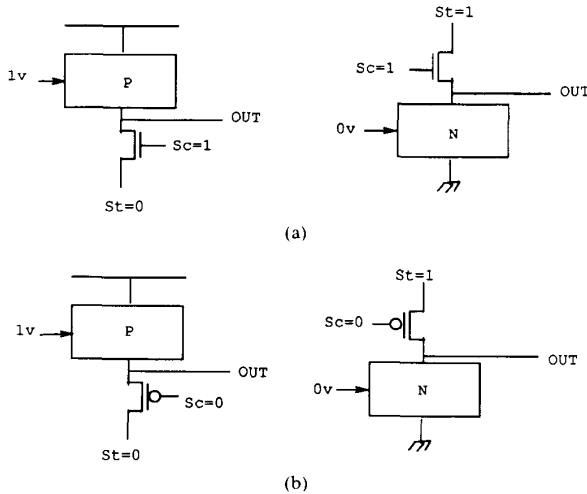 St=1
1v
P
Sc=1
OUT
OUT
Sc=1
0v
N
St=0
(a)
St=1
Sc=0
1v
P
OUT
OUT
Sc=0
0v
N
St=0
(b)